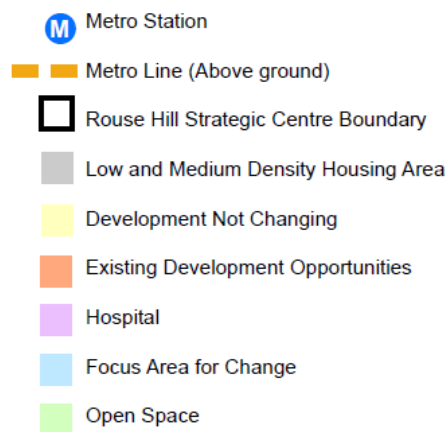 M Metro Station
Metro Line (Above ground)
Rouse Hill Strategic Centre Boundary
Low and Medium Density Housing Area
Development Not Changing
Existing Development Opportunities
Hospital
Focus Area for Change
Open Space